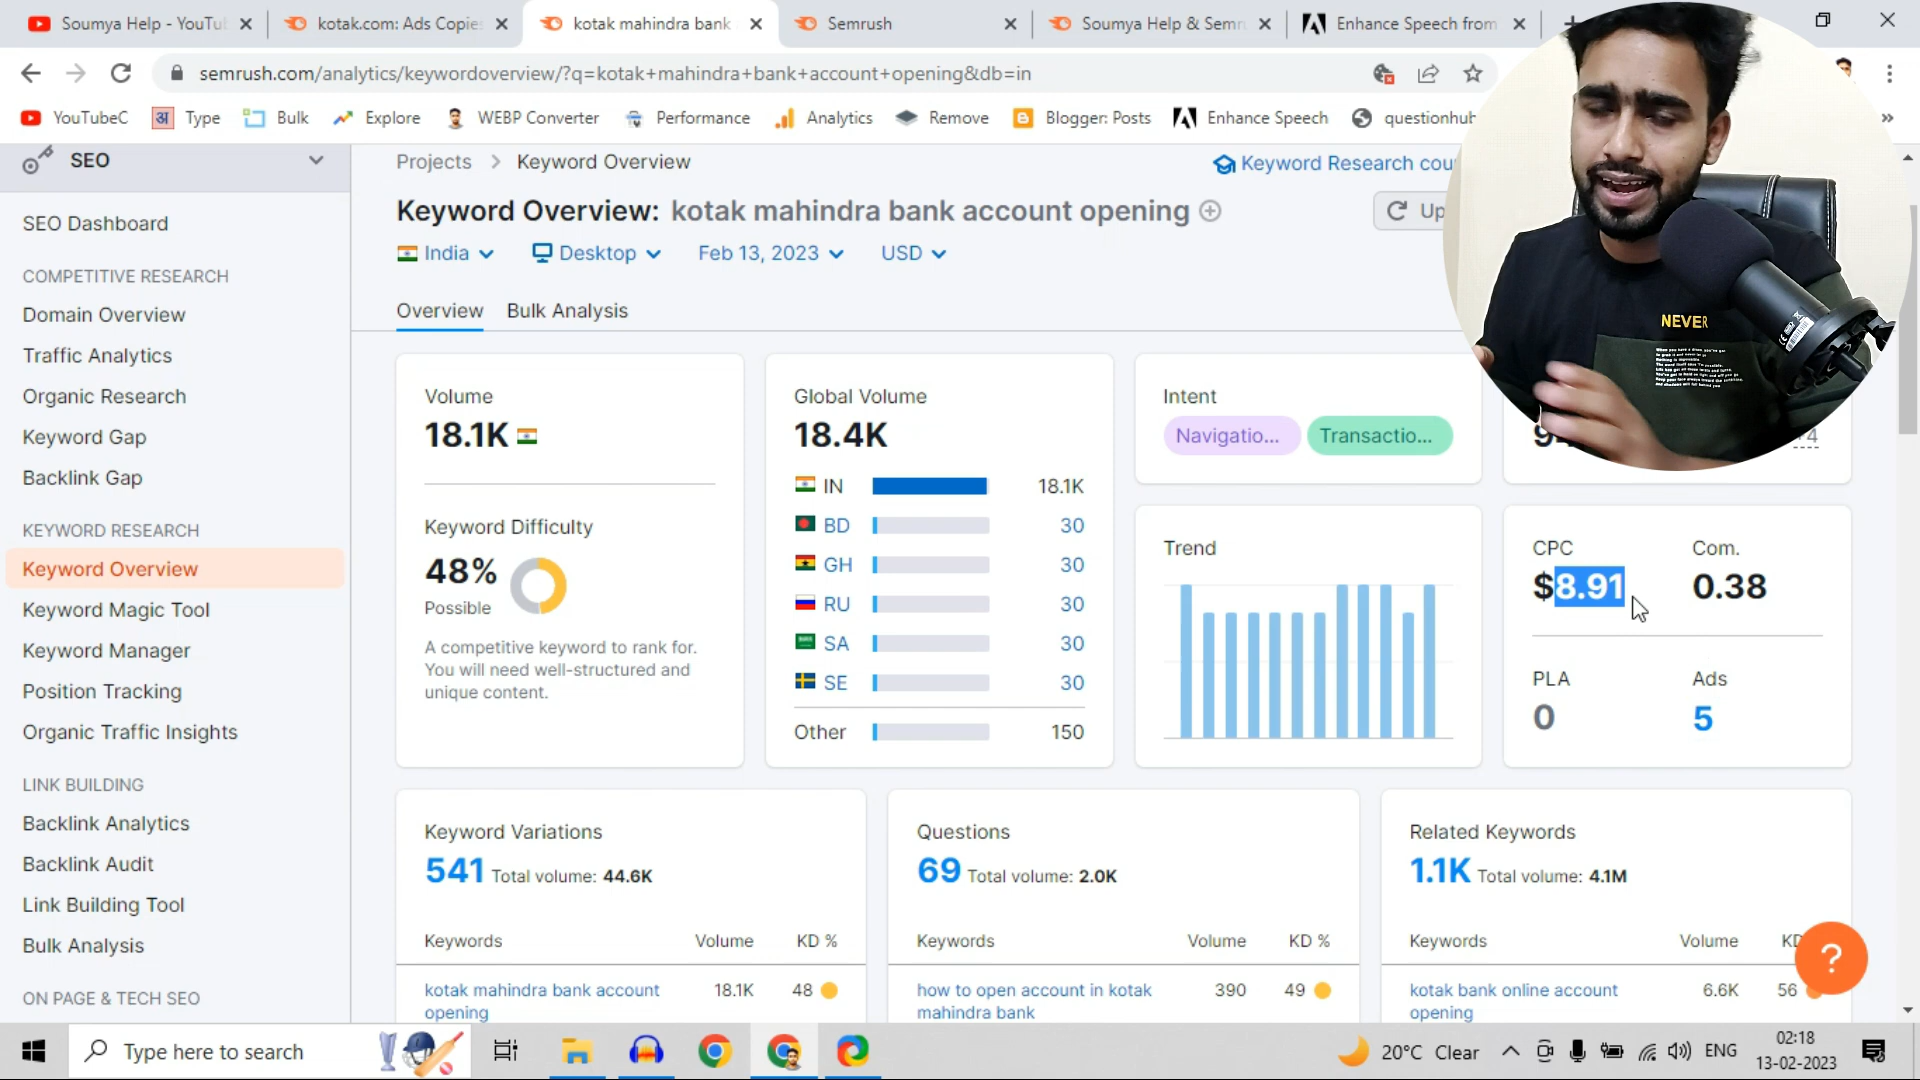 Soumya Help - YouTu
kotak.com: Ads Copie
kotak mahindra bank
Semrush
Soumya Help & Semr
Enhance Speech from
semrush.com/analytics/keywordoverview/?q=kotak+mahindra+bank+account+opening&db=in
YouTubeC
अ
Type
Bulk
Explore
WEBP Converter
Performance
Analytics
Remove
Blogger: Posts
Enhance Speech
questionhub
»
SEO
SEO Dashboard
COMPETITIVE RESEARCH
Domain Overview
Traffic Analytics
Organic Research
Keyword Gap
Backlink Gap
KEYWORD RESEARCH
Keyword Overview
Keyword Magic Tool
Keyword Manager
Position Tracking
Organic Traffic Insights
LINK BUILDING
Backlink Analytics
Backlink Audit
Link Building Tool
Bulk Analysis
ON PAGE & TECH SEO
Projects > Keyword Overview
Keyword Research cou
Keyword Overview: kotak mahindra bank account opening
Up
India
Desktop
Feb 13, 2023
USD
Overview
Bulk Analysis
Volume
18.1K
Keyword Difficulty
48%
Possible
A competitive keyword to rank for.
You will need well-structured and
unique content.
Global Volume
18.4K
IN 18.1K
BD 30
GH 30
RU 30
SA 30
SE 30
Other 150
Intent
Navigatio...
Transactio...
Trend
NEVER
CPC
$8.91
Com.
0.38
PLA
0
Ads
5
Keyword Variations
541 Total volume: 44.6K
Keywords Volume KD %
kotak mahindra bank account 18.1K 48
opening
Questions
69 Total volume: 2.0K
Keywords Volume KD %
how to open account in kotak 390 49
mahindra bank
Related Keywords
1.1K Total volume: 4.1M
Keywords Volume KD
kotak bank online account 6.6K 56
opening
?
Type here to search
20°C Clear
ENG
02:18
13-02-2023